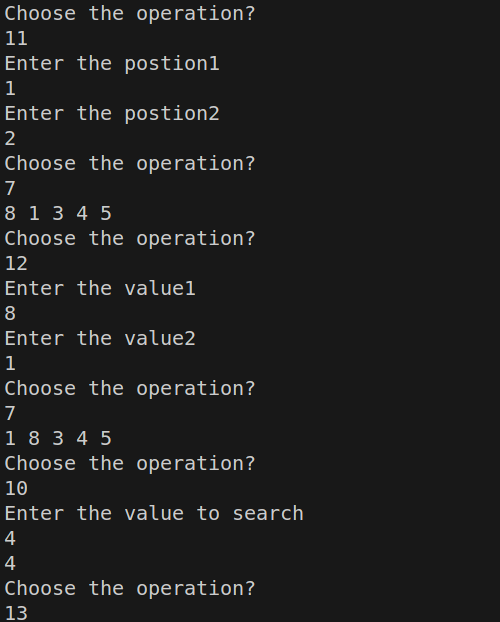 Choose the operation?
11
Enter the postion1
1
Enter the postion2
2
Choose the operation?
7
8 1 3 4 5
Choose the operation?
12
Enter the value1
8
Enter the value2
1
Choose the operation?
7
1 8 3 4 5
Choose the operation?
10
Enter the value to search
4
4
Choose the operation?
13